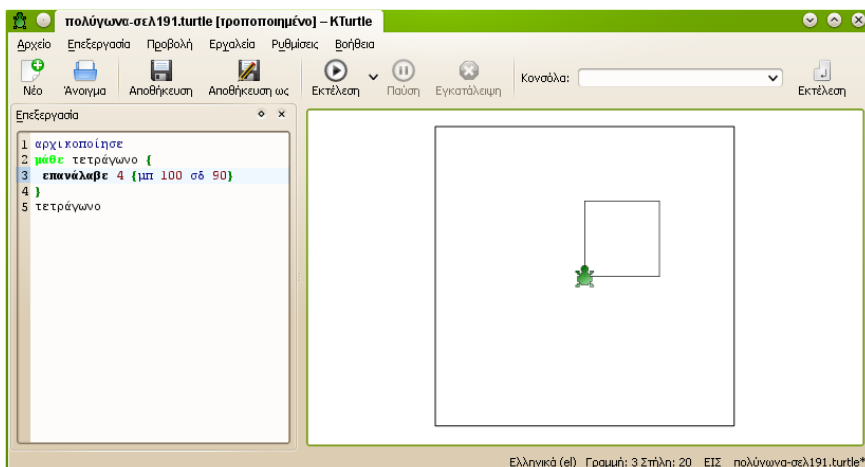 πολύγωνα-σελ191.turtle [τροποποιημένο] – KTurtle
Αρχείο Επεξεργασία Προβολή Εργαλεία Ρυθμίσεις Βοήθεια
Νέο Άνοιγμα Αποθήκευση Αποθήκευση ως Εκτέλεση Παύση Εγκατάλειψη Κονσόλα: Εκτέλεση
Επεξεργασία
1 αρχικοποίησε
2 μάθε τετράγωνο {
3 επανάλαβε 4 {μπ 100 σδ 90}
4 }
5 τετράγωνο
Ελληνικά (el) Γραμμή: 3 Στήλη: 20 ΕΙΣ πολύγωνα-σελ191.turtle*